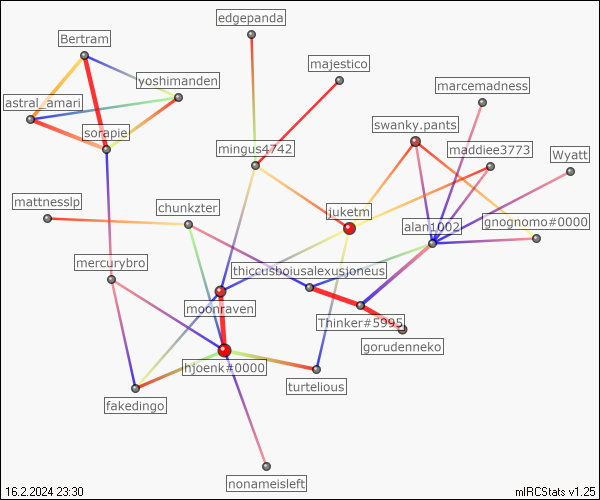 edgepanda
Bertram
majestico
yoshimanden
marcemadness
astral_amari
swanky.pants
sorapie
mingus4742
maddiee3773
Wyatt
mattnesslp
chunkzter
juketm
alan1002
gnognomo#0000
mercurybro
thiccusboiusalexusjoneus
moonraven
Thinker#5995
gorudenneko
hjoenk#0000
turtelious
fakedingo
nonameisleft
16.2.2024 23:30
mIRCStats v1.25